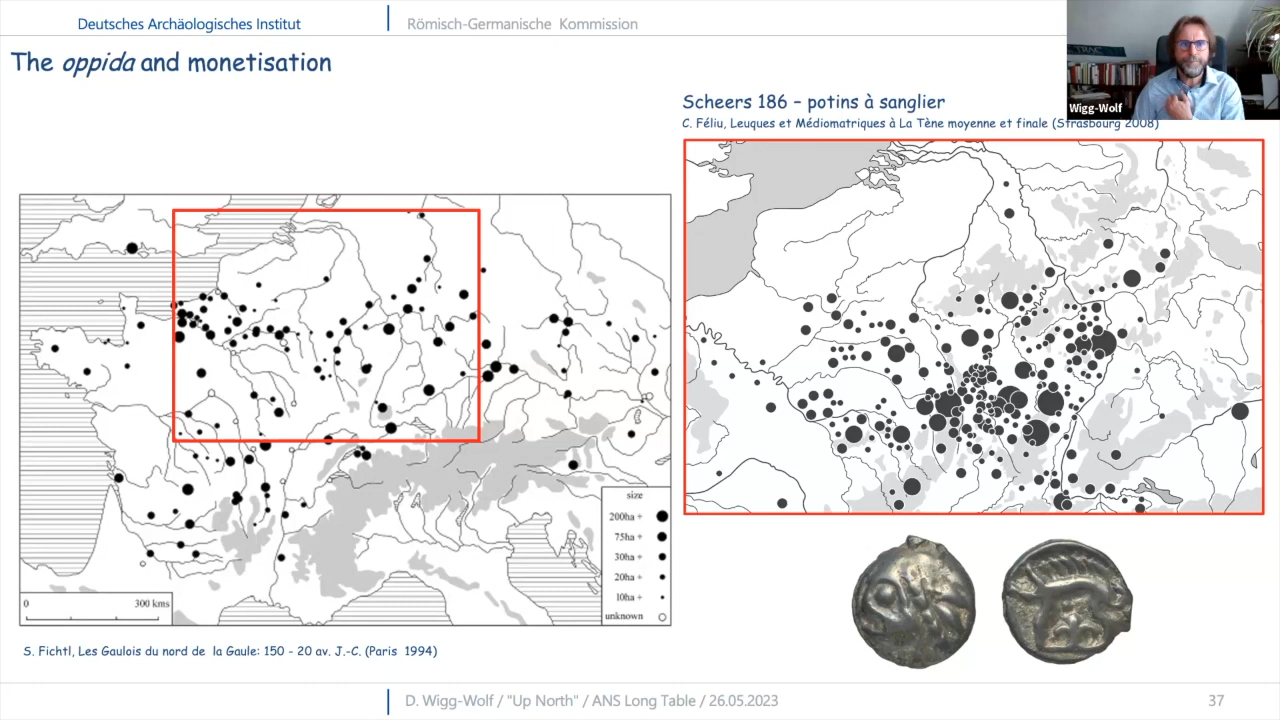 Deutsches Archäologisches Institut
Römisch-Germanische Kommission
The oppida and monetisation
TRAC
Wigg-Wolf
Scheers 186 – potins à sanglier
C. Féliu, Leuques et Médiomatriques à La Tène moyenne et finale (Strasbourg 2008)
size
200ha +
75ha +
30ha +
20ha +
10ha +
unknown
0
300 kms
S. Fichtl, Les Gaulois du nord de la Gaule: 150 - 20 av. J.-C. (Paris 1994)
D. Wigg-Wolf / "Up North" / ANS Long Table / 26.05.2023
37